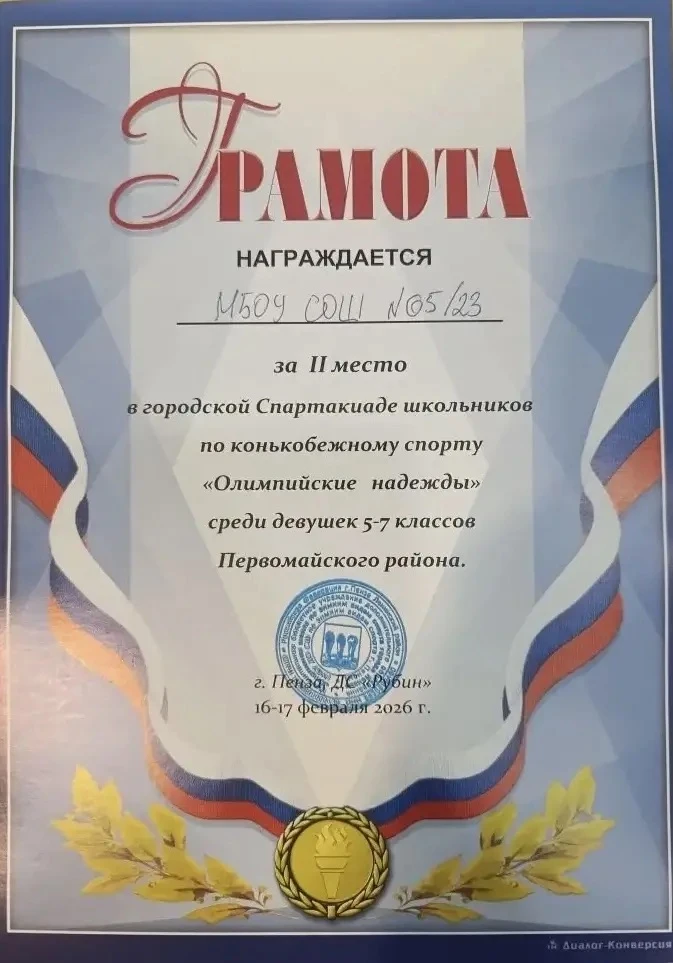 ГРАМОТА
НАГРАЖДАЕТСЯ
МБОУ СОШ №65/23
за II место
в городской Спартакиаде школьников
по конькобежному спорту
«Олимпийские надежды»
среди девушек 5-7 классов
Первомайского района.
г. Пенза, ДС «Рубин»
16-17 февраля 2026 г.
Диалог-Конверсия